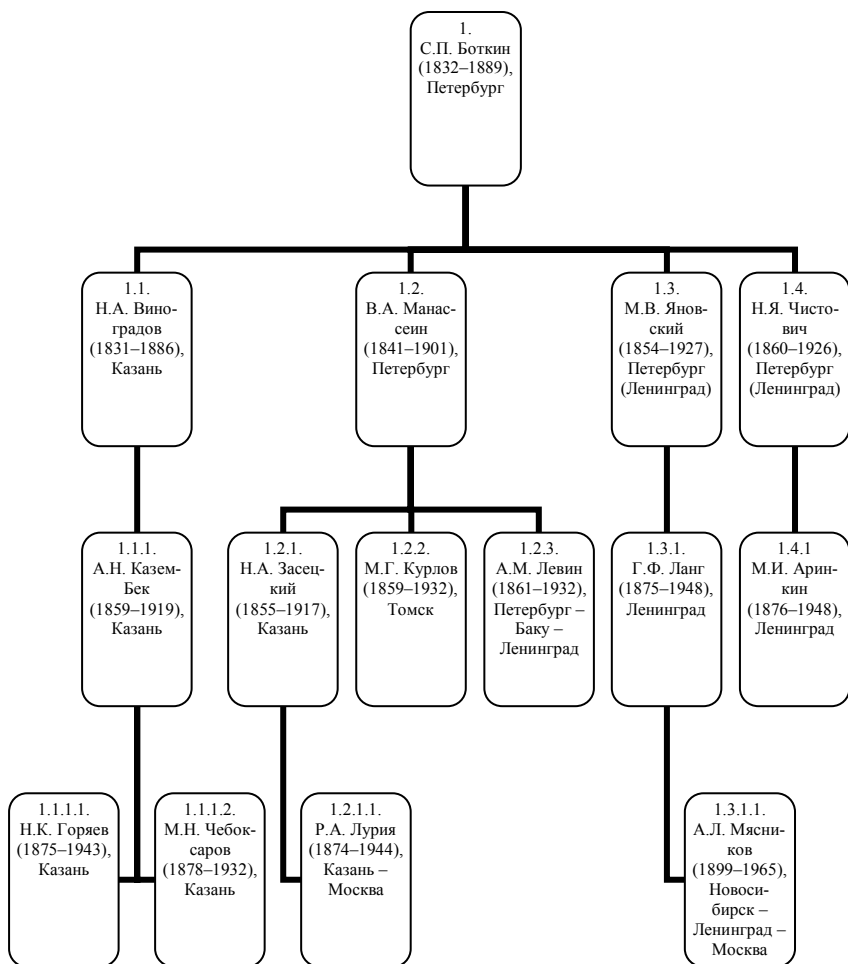 1.
С.П. Боткин
(1832–1889),
Петербург
1.1.
Н.А. Вино-
градов
(1831–1886),
Казань
1.2.
В.А. Манас-
сеин
(1841–1901),
Петербург
1.3.
М.В. Янов-
ский
(1854–1927),
Петербург
(Ленинград)
1.4.
Н.Я. Чисто-
вич
(1860–1926),
Петербург
(Ленинград)
1.1.1.
А.Н. Казем-
Бек
(1859–1919),
Казань
1.2.1.
Н.А. Засец-
кий
(1855–1917),
Казань
1.2.2.
М.Г. Курлов
(1859–1932),
Томск
1.2.3.
А.М. Левин
(1861–1932),
Петербург –
Баку –
Ленинград
1.3.1.
Г.Ф. Ланг
(1875–1948),
Ленинград
1.4.1
М.И. Арин-
кин
(1876–1948),
Ленинград
1.1.1.1.
Н.К. Горяев
(1875–1943),
Казань
1.1.1.2.
М.Н. Чебок-
саров
(1878–1932),
Казань
1.2.1.1.
Р.А. Лурия
(1874–1944),
Казань –
Москва
1.3.1.1.
А.Л. Мясни-
ков
(1899–1965),
Новоси-
бирск –
Ленинград –
Москва